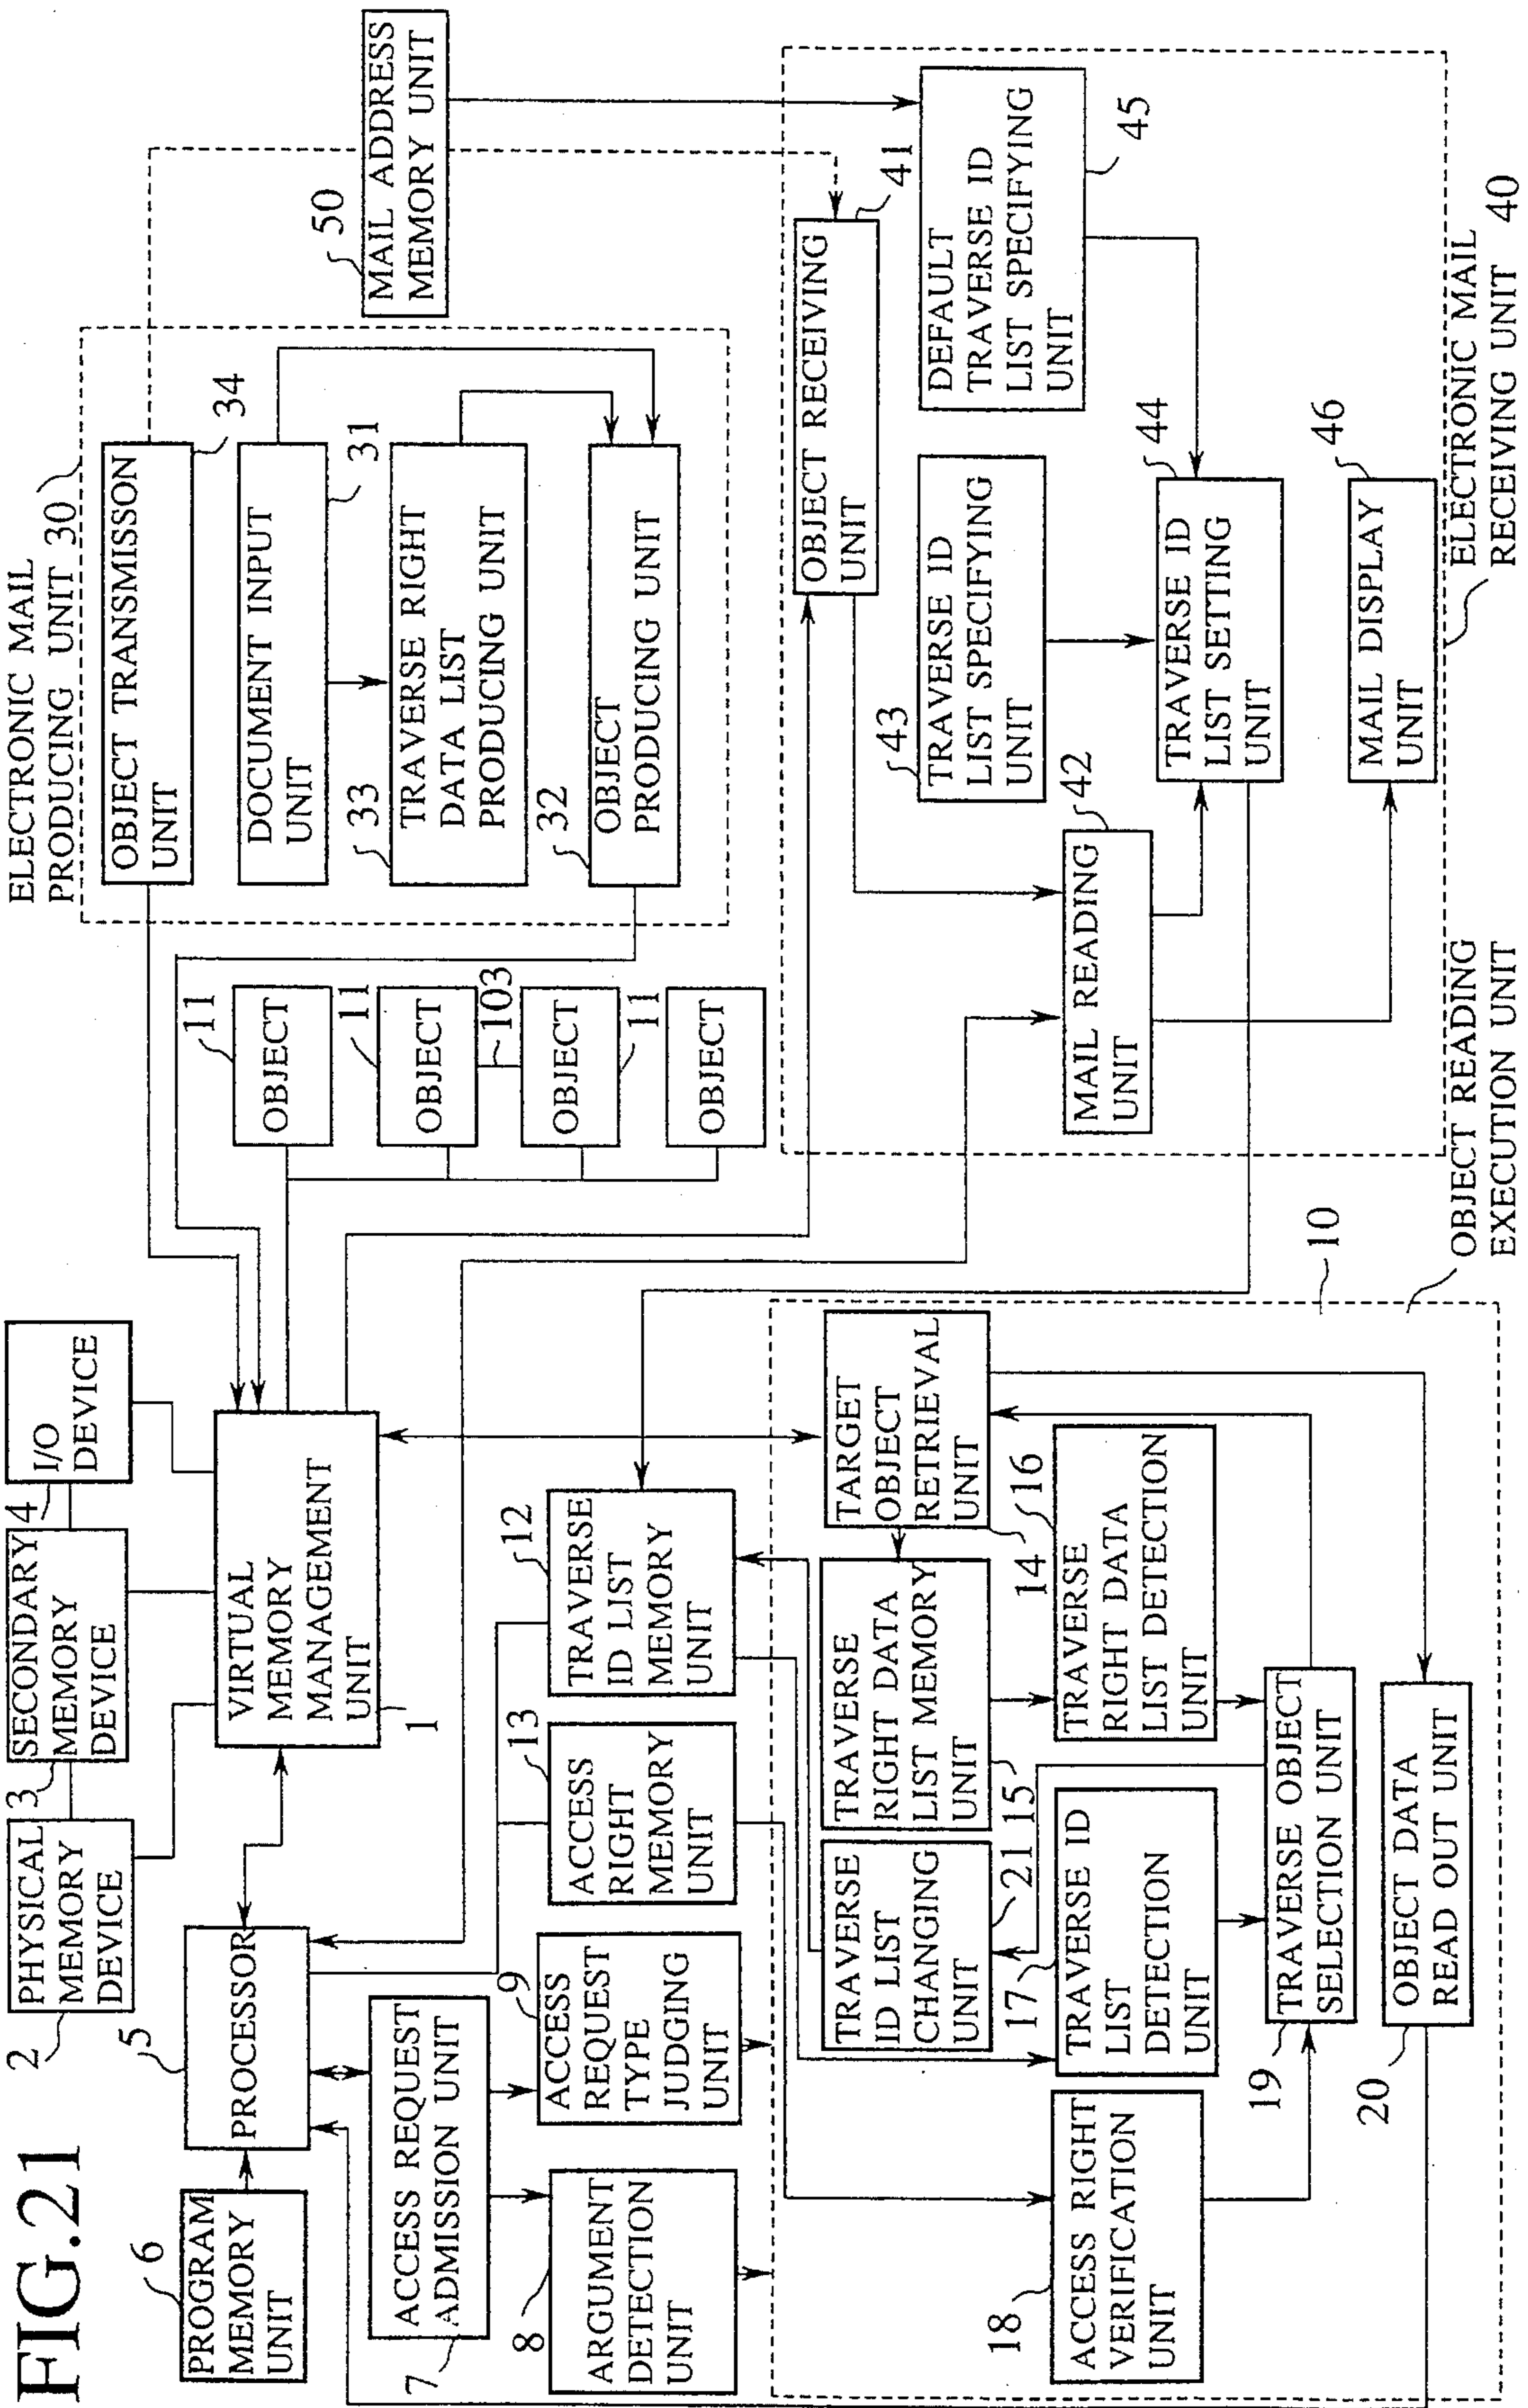 FIG.21
PROGRAM
MEMORY
UNIT
6
PROCESSOR
5
PHYSICAL
MEMORY
DEVICE
2
SECONDARY
MEMORY
DEVICE
3
I/O
DEVICE
4
VIRTUAL
MEMORY
MANAGEMENT
UNIT
1
ACCESS REQUEST
ADMISSION UNIT
7
ARGUMENT
DETECTION
UNIT
8
ACCESS
REQUEST
TYPE
JUDGING
UNIT
9
ACCESS
RIGHT
MEMORY
UNIT
13
TRAVERSE
ID LIST
MEMORY
UNIT
12
OBJECT
11
OBJECT
11
103
OBJECT
11
OBJECT
ELECTRONIC MAIL
PRODUCING UNIT 30
OBJECT TRANSMISSON
UNIT
34
DOCUMENT INPUT
UNIT
31
TRAVERSE RIGHT
DATA LIST
PRODUCING UNIT
33
OBJECT
PRODUCING UNIT
32
MAIL ADDRESS
MEMORY UNIT
50
ACCESS RIGHT
VERIFICATION
UNIT
18
TRAVERSE
ID LIST
CHANGING
UNIT
21
TRAVERSE
RIGHT DATA
LIST MEMORY
UNIT
15
TARGET
OBJECT
RETRIEVAL
UNIT
14
TRAVERSE ID
LIST
DETECTION
UNIT
17
TRAVERSE
RIGHT DATA
LIST DETECTION
UNIT
16
TRAVERSE OBJECT
SELECTION UNIT
19
OBJECT DATA
READ OUT UNIT
20
10
OBJECT READING
EXECUTION UNIT
OBJECT RECEIVING
UNIT
41
MAIL READING
UNIT
42
TRAVERSE ID
LIST SPECIFYING
UNIT
43
DEFAULT
TRAVERSE ID
LIST SPECIFYING
UNIT
45
TRAVERSE ID
LIST SETTING
UNIT
44
MAIL DISPLAY
UNIT
46
ELECTRONIC MAIL
RECEIVING UNIT 40